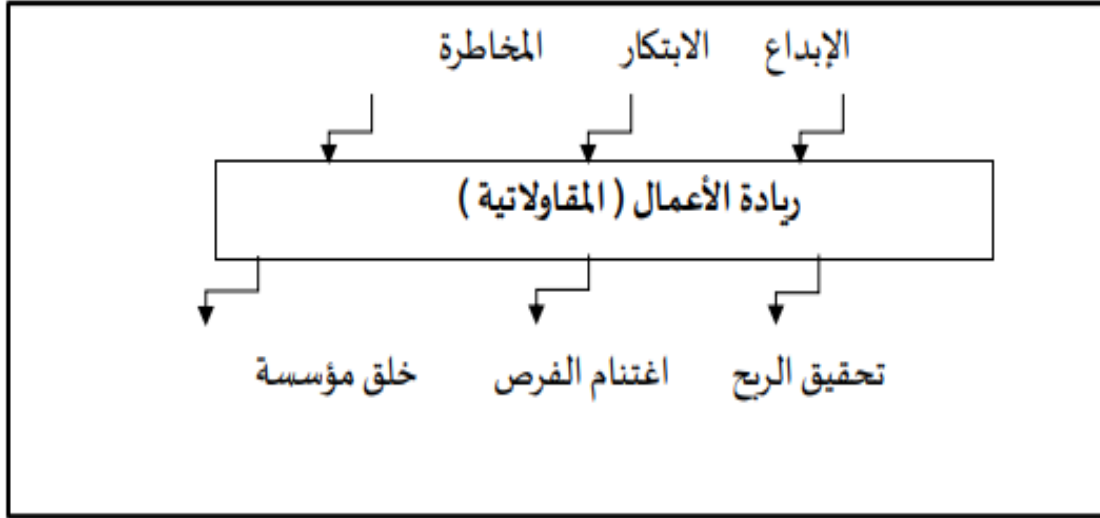 الإبداع الابتكار المخاطرة
ريادة الأعمال ( المقاولاتية )
تحقيق الربح اغتنام الفرص خلق مؤسسة